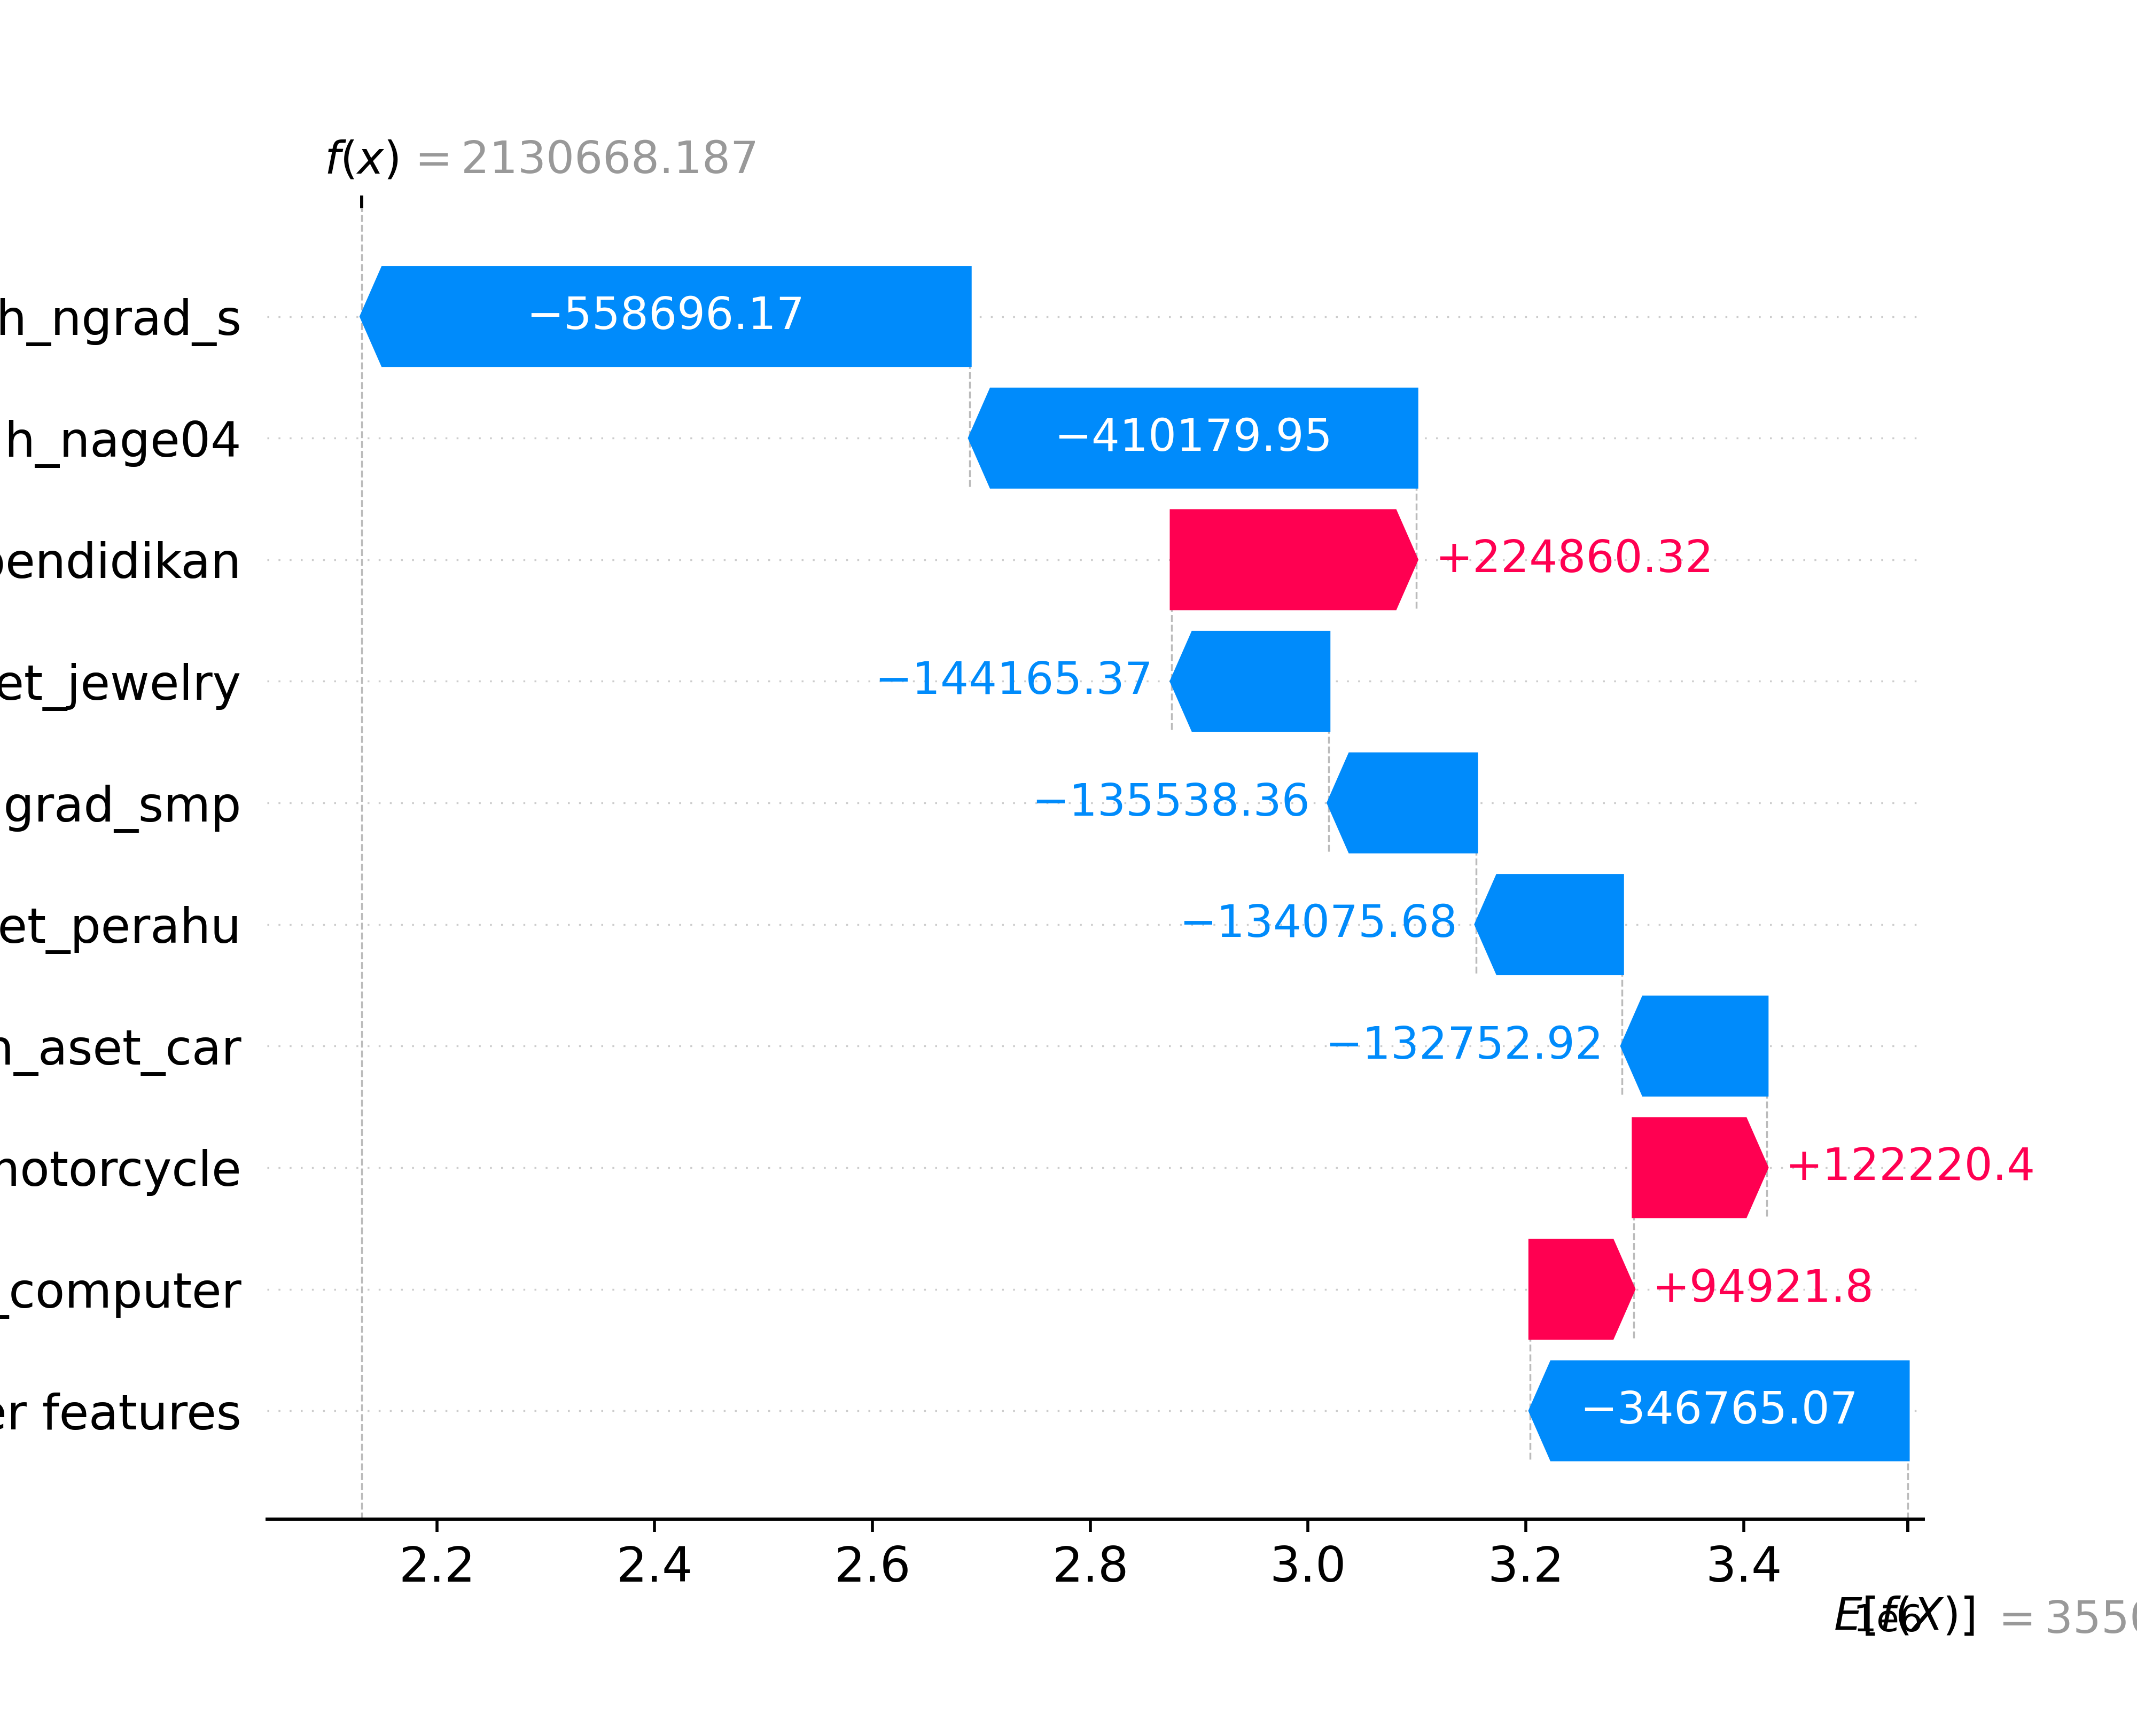 f(x) = 2130668.187
h_ngrad_s −558696.17
h_nage04 −410179.95
pendidikan +224860.32
et_jewelry −144165.37
grad_smp −135538.36
et_perahu −134075.68
_aset_car −132752.92
motorcycle +122220.4
_computer +94921.8
er features −346765.07
2.2 2.4 2.6 2.8 3.0 3.2 3.4
1e6
E[f(X)] = 355